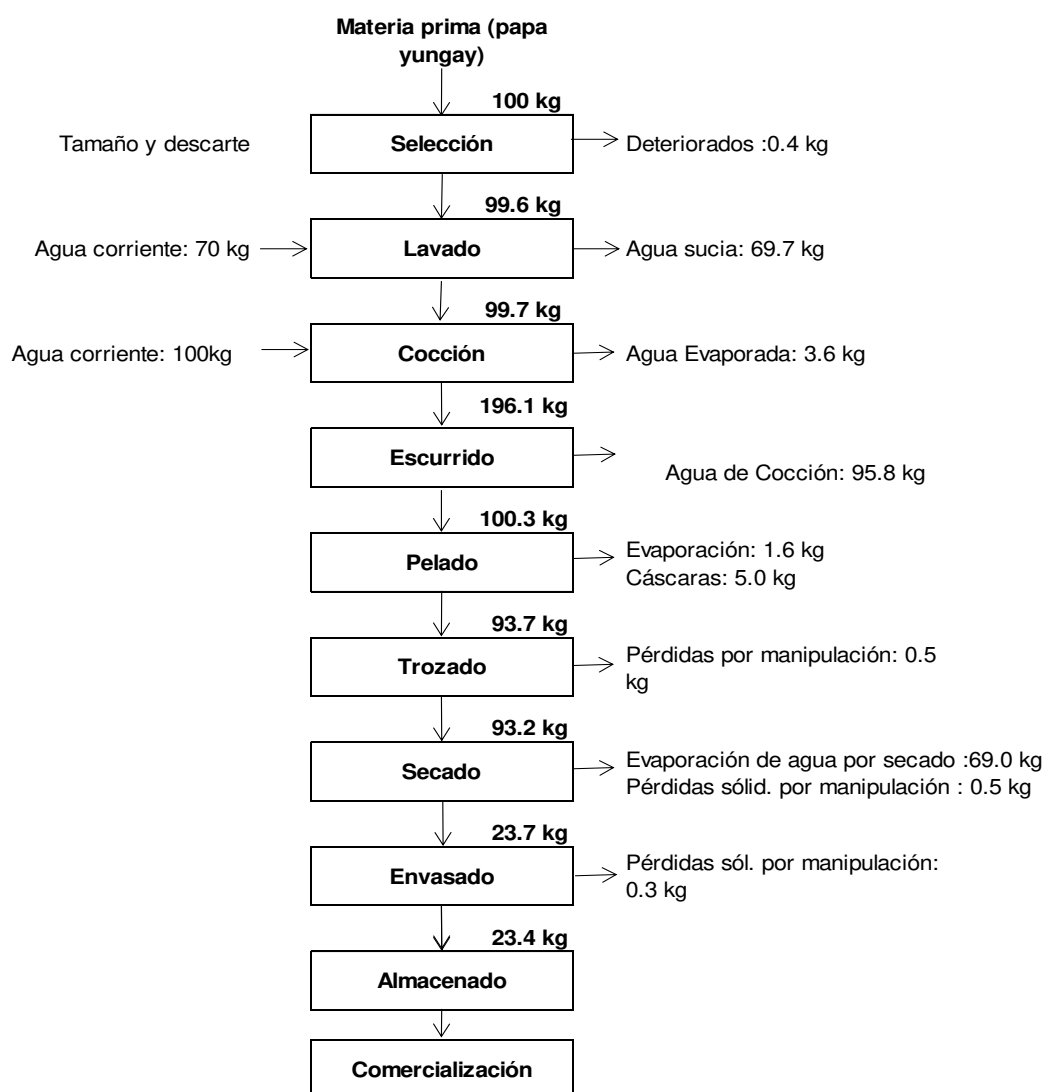 Materia prima (papa
yungay)
100 kg
Tamaño y descarte
Selección
Deteriorados :0.4 kg
99.6 kg
Agua corriente: 70 kg
Lavado
Agua sucia: 69.7 kg
99.7 kg
Agua corriente: 100kg
Cocción
Agua Evaporada: 3.6 kg
196.1 kg
Escurrido
Agua de Cocción: 95.8 kg
100.3 kg
Pelado
Evaporación: 1.6 kg
Cáscaras: 5.0 kg
93.7 kg
Trozado
Pérdidas por manipulación: 0.5
kg
93.2 kg
Secado
Evaporación de agua por secado :69.0 kg
Pérdidas sólid. por manipulación : 0.5 kg
23.7 kg
Envasado
Pérdidas sól. por manipulación:
0.3 kg
23.4 kg
Almacenado
Comercialización